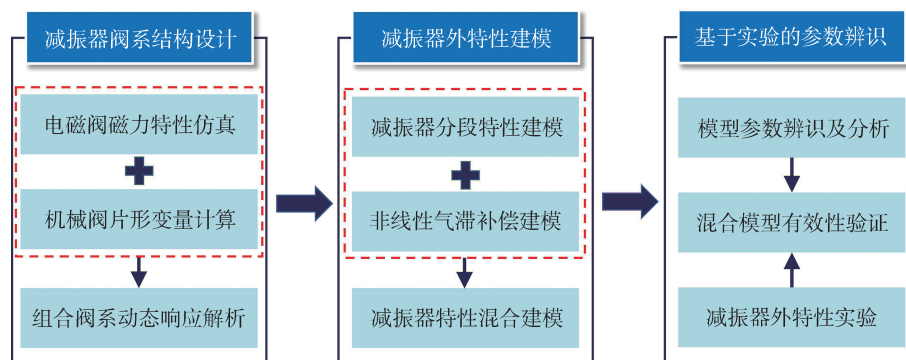 减振器阀系结构设计
电磁阀磁力特性仿真
机械阀片形变量计算
组合阀系动态响应解析
减振器外特性建模
减振器分段特性建模
非线性气滞补偿建模
减振器特性混合建模
基于实验的参数辨识
模型参数辨识及分析
混合模型有效性验证
减振器外特性实验